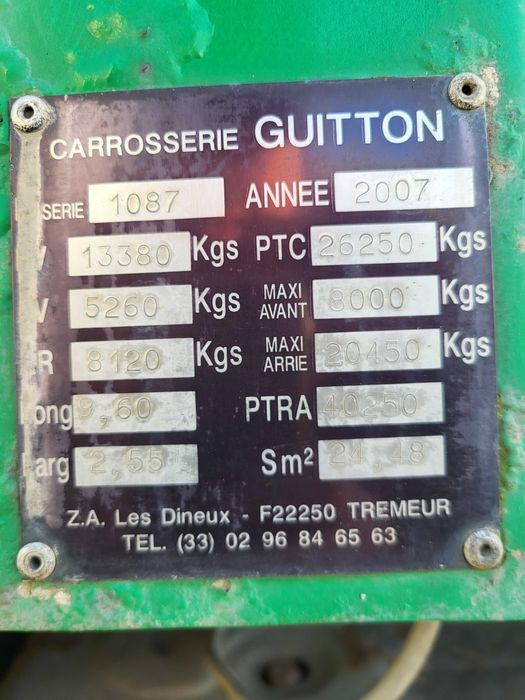 CARROSSERIE GUITTON
SERIE 1087 ANNEE 2007
V 13380 Kgs PTC 26250 Kgs
V 5260 Kgs MAXI AVANT 8000 Kgs
R 8120 Kgs MAXI ARRIE 20450 Kgs
ong 9,60 PTRA 40250
arg 2,55 Sm² 24,48
Z.A. Les Dineux - F22250 TREMEUR
TEL. (33) 02 96 84 65 63